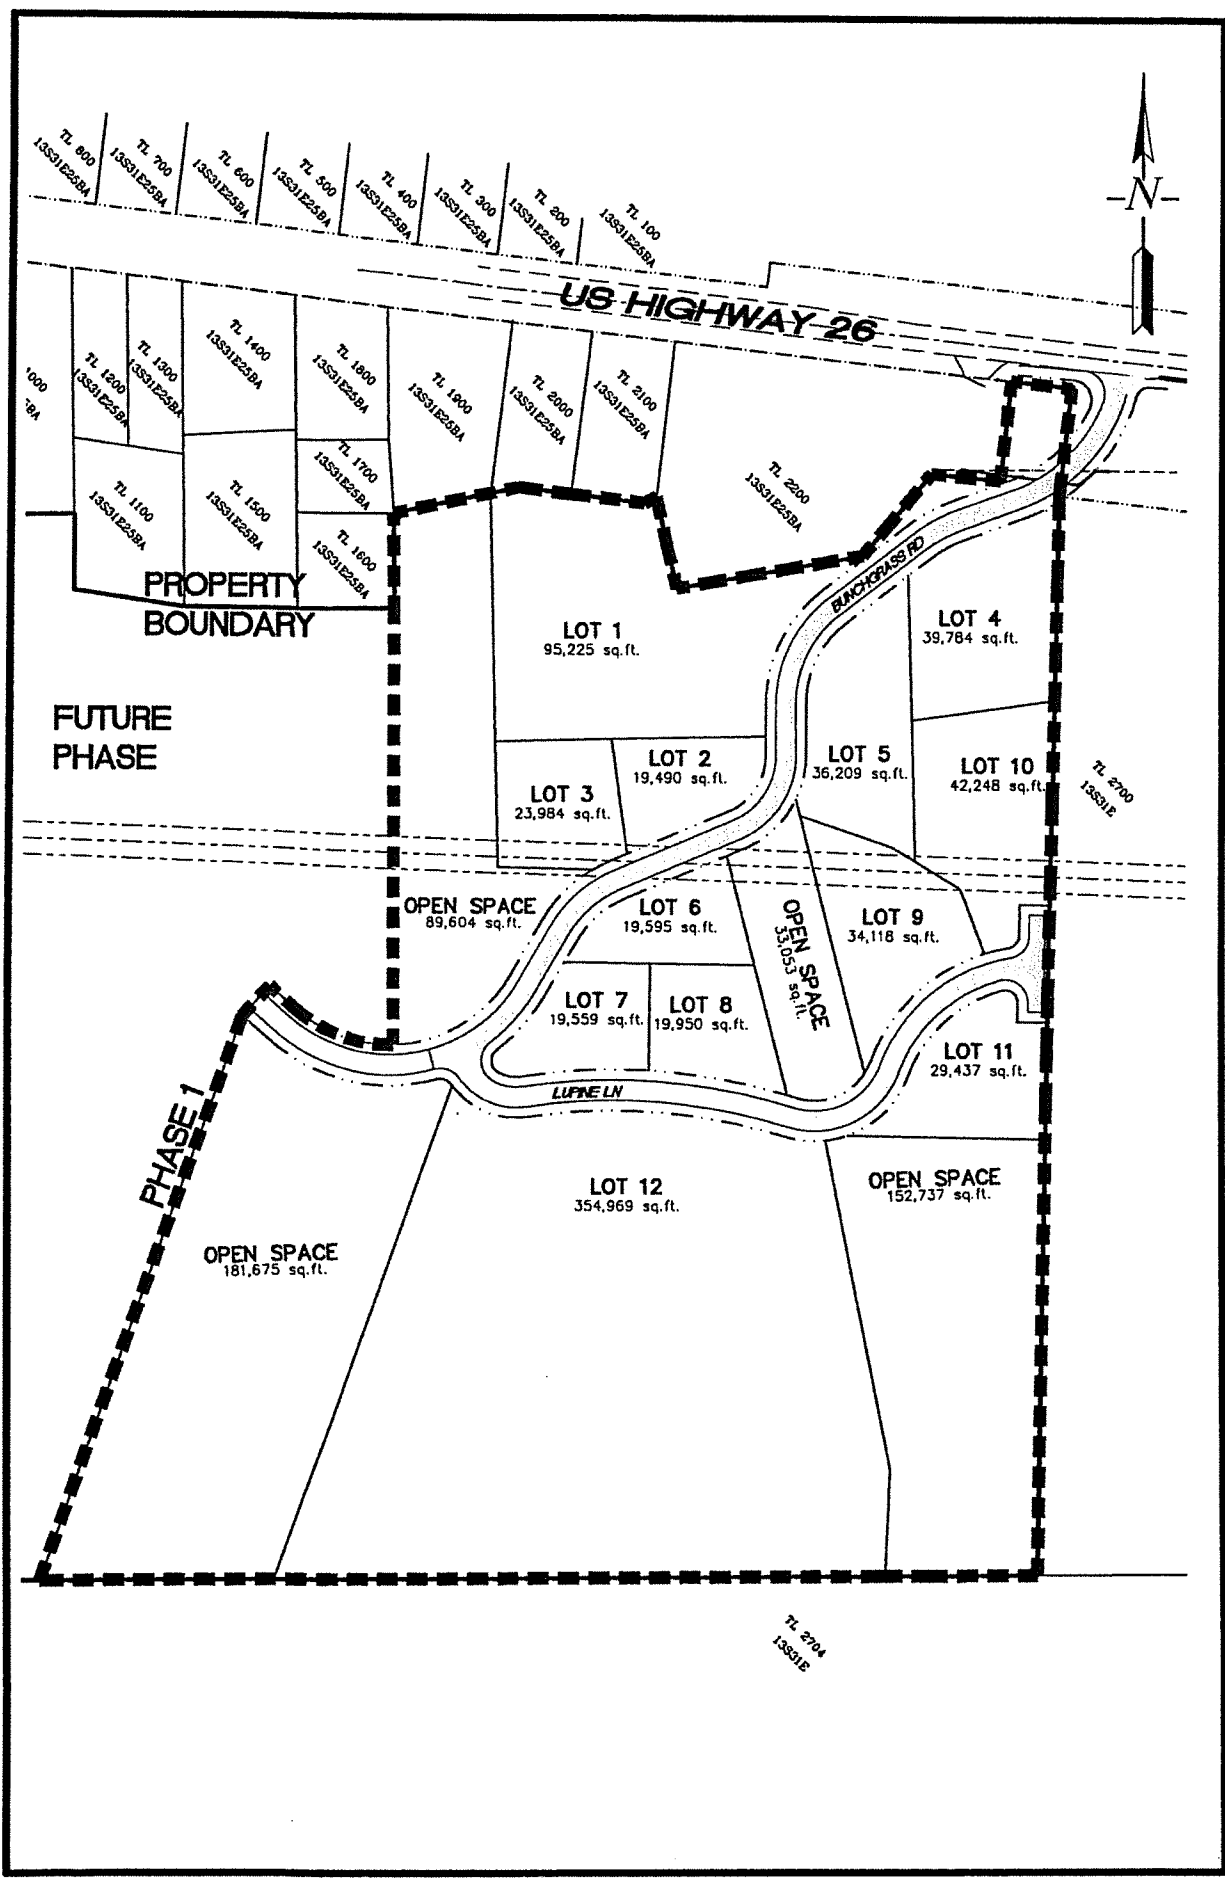 TL 800
13S31E25BA
TL 700
13S31E25BA
TL 600
13S31E25BA
TL 500
13S31E25BA
TL 400
13S31E25BA
TL 300
13S31E25BA
TL 200
13S31E25BA
TL 100
13S31E25BA
N
US HIGHWAY 26
1000
5BA
TL 1200
13S31E25BA
TL 1300
13S31E25BA
TL 1400
13S31E25BA
TL 1800
13S31E25BA
TL 1900
13S31E25BA
TL 2000
13S31E25BA
TL 2100
13S31E25BA
TL 2200
13S31E25BA
TL 1100
13S31E25BA
TL 1500
13S31E25BA
TL 1700
13S31E25BA
TL 1600
13S31E25BA
PROPERTY
BOUNDARY
BUNCHGRASS RD
LOT 1
95,225 sq.ft.
LOT 4
39,784 sq.ft.
FUTURE
PHASE
LOT 2
19,490 sq.ft.
LOT 5
36,209 sq.ft.
LOT 10
42,248 sq.ft.
TL 2700
13S31E
LOT 3
23,984 sq.ft.
OPEN SPACE
89,604 sq.ft.
LOT 6
19,595 sq.ft.
OPEN SPACE
33,053 sq.ft.
LOT 9
34,118 sq.ft.
LOT 7
19,559 sq.ft.
LOT 8
19,950 sq.ft.
LOT 11
29,437 sq.ft.
LUPINE LN
PHASE 1
LOT 12
354,969 sq.ft.
OPEN SPACE
152,737 sq.ft.
OPEN SPACE
181,675 sq.ft.
TL 2704
13S31E